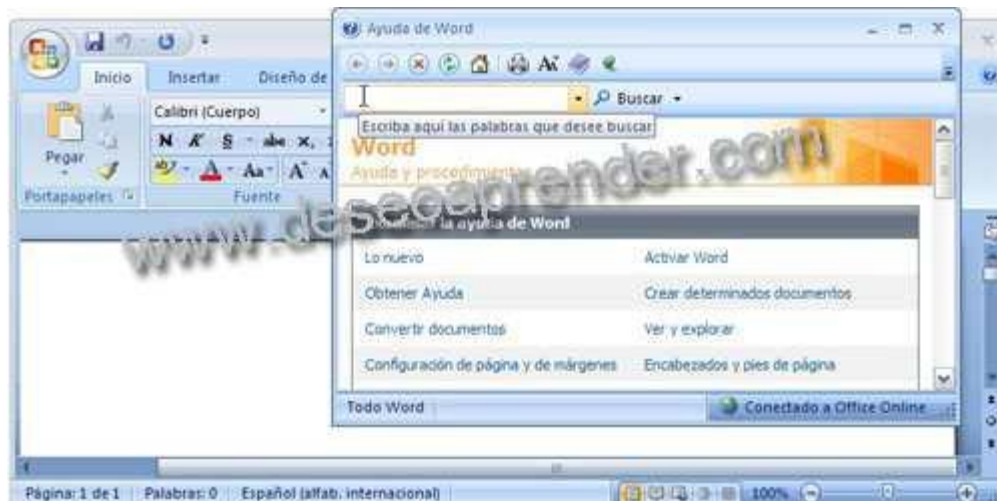 Ayuda de Word
Inicio Insertar Diseño de
Calibri (Cuerpo)
Buscar
Escriba aquí las palabras que desee buscar
N K S abe x,
Pegar
Aa A A
Word
Ayuda y procedimientos
Portapapeles Fuente
www.deseoaprender.com
la ayuda de Word
Lo nuevo Activar Word
Obtener Ayuda Crear determinados documentos
Convertir documentos Ver y explorar
Configuración de página y de márgenes Encabezados y pies de página
Todo Word Conectado a Office Online
Página: 1 de 1 Palabras: 0 Español (alfab. internacional) 100%